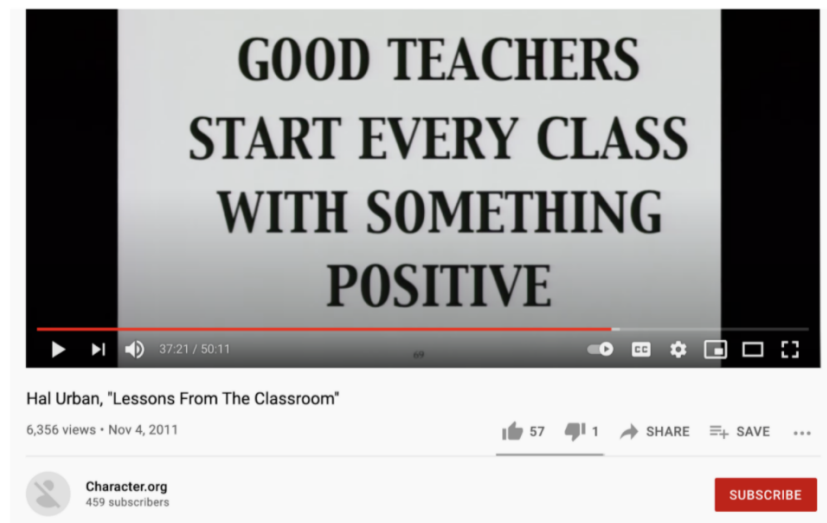 GOOD TEACHERS
START EVERY CLASS
WITH SOMETHING
POSITIVE
37:21 / 50:11
69
CC
Hal Urban, "Lessons From The Classroom"
6,356 views • Nov 4, 2011
57
1
SHARE
SAVE
Character.org
459 subscribers
SUBSCRIBE